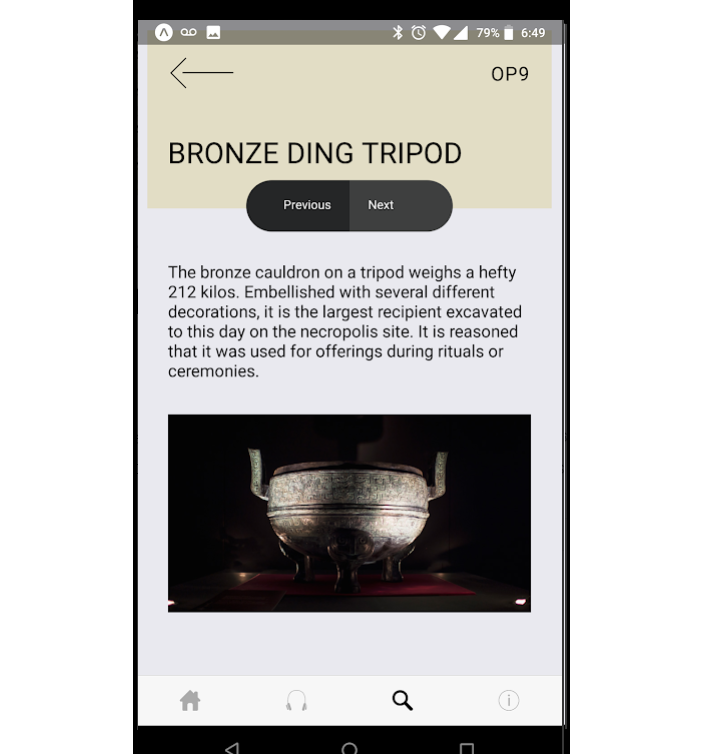 79% 6:49
OP9
BRONZE DING TRIPOD
Previous Next
The bronze cauldron on a tripod weighs a hefty
212 kilos. Embellished with several different
decorations, it is the largest recipient excavated
to this day on the necropolis site. It is reasoned
that it was used for offerings during rituals or
ceremonies.